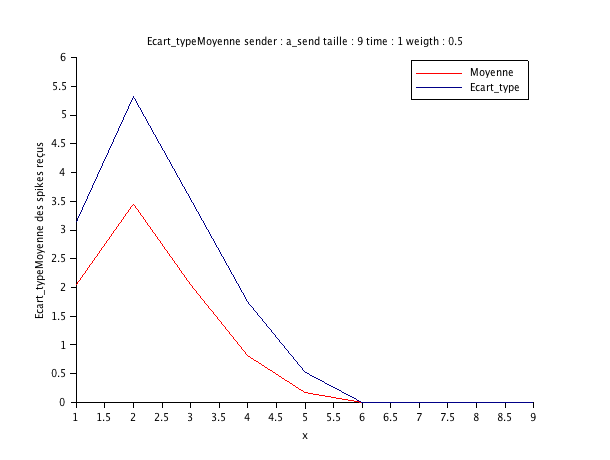 Ecart_typeMoyenne sender : a_send taille : 9 time : 1 weigth : 0.5
Moyenne
Ecart_type
Ecart_typeMoyenne des spikes reçus
6
5.5
5
4.5
4
3.5
3
2.5
2
1.5
1
0.5
0
1 1.5 2 2.5 3 3.5 4 4.5 5 5.5 6 6.5 7 7.5 8 8.5 9
x